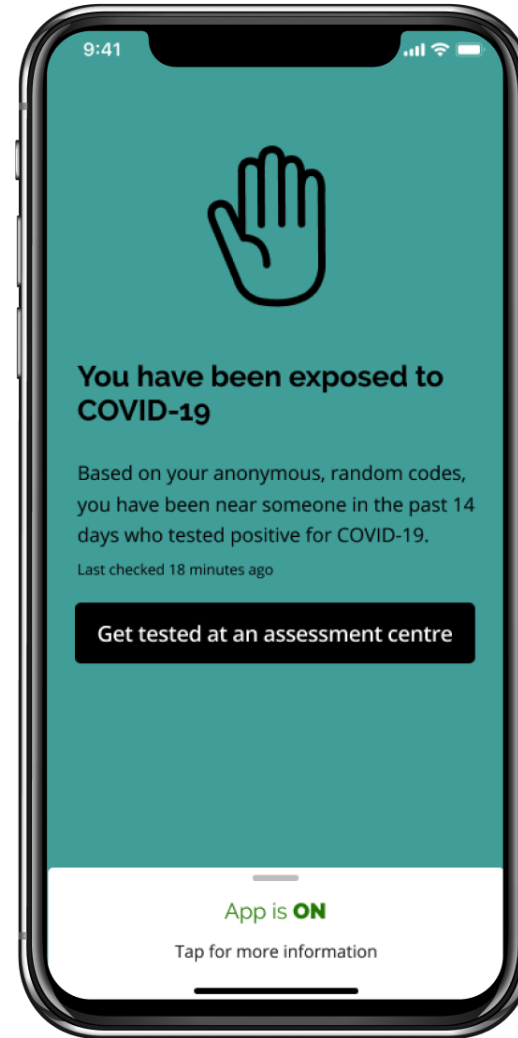 9:41
You have been exposed to
COVID-19
Based on your anonymous, random codes,
you have been near someone in the past 14
days who tested positive for COVID-19.
Last checked 18 minutes ago
Get tested at an assessment centre
App is ON
Tap for more information